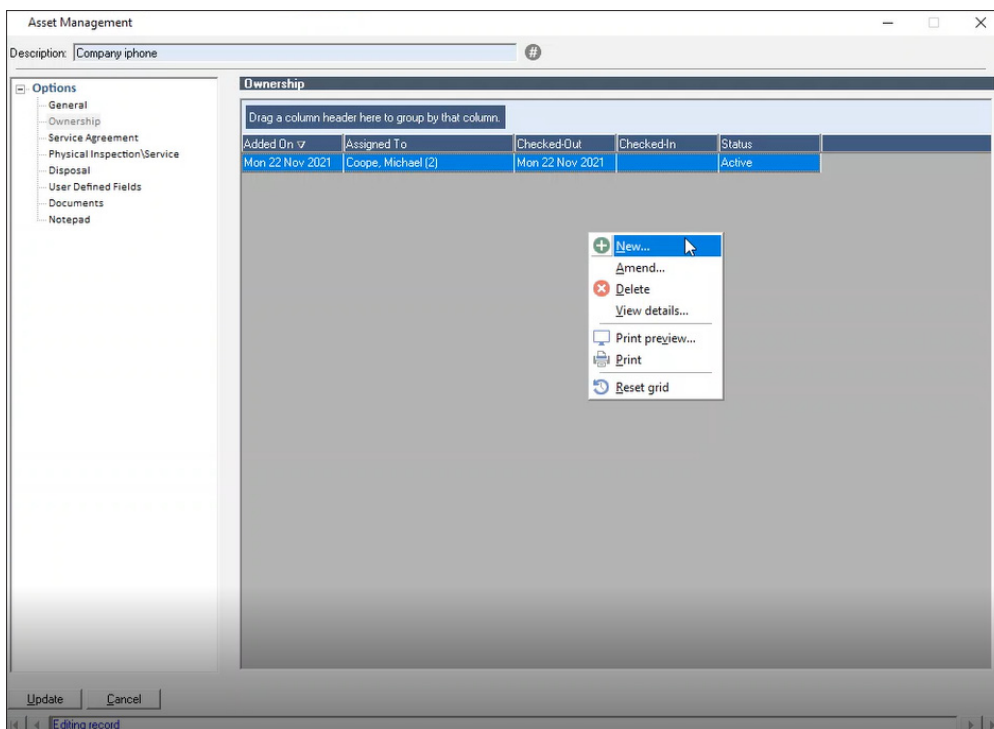 Asset Management
Description: Company iphone
#
Options
General
Ownership
Service Agreement
Physical Inspection\Service
Disposal
User Defined Fields
Documents
Notepad
Ownership
Drag a column header here to group by that column.
Added On Assigned To Checked-Out Checked-In Status
Mon 22 Nov 2021 Coope, Michael (2) Mon 22 Nov 2021 Active
New...
Amend...
Delete
View details...
Print preview...
Print
Reset grid
Update Cancel
Editing record